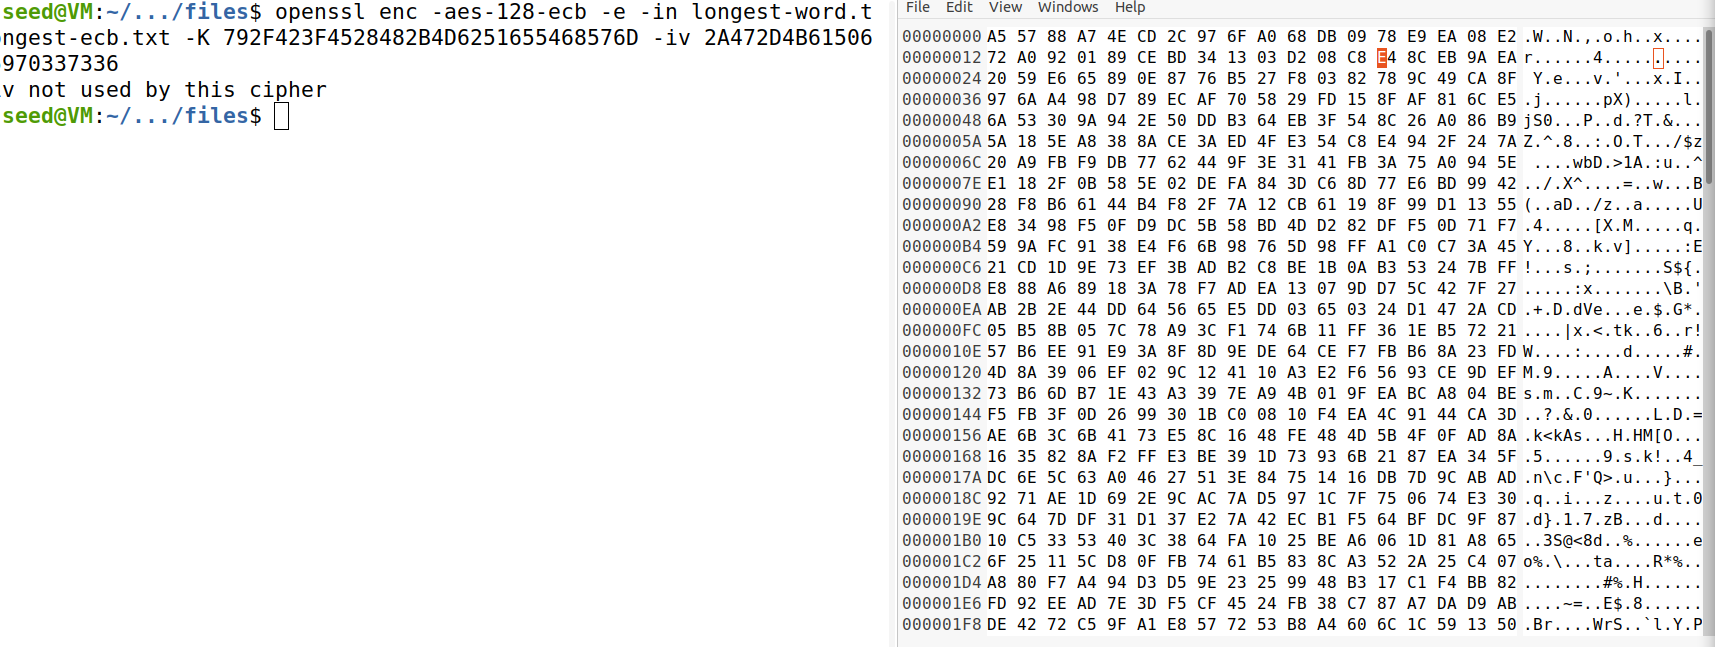 seed@VM:~/.../files$ openssl enc -aes-128-ecb -e -in longest-word.t
ongest-ecb.txt -K 792F423F4528482B4D6251655468576D -iv 2A472D4B61506
970337336
v not used by this cipher
seed@VM:~/.../files$
File Edit View Windows Help
00000000 A5 57 88 A7 4E CD 2C 97 6F A0 68 DB 09 78 E9 EA 08 E2 .W..N.,.o.h..x....
00000012 72 A0 92 01 89 CE BD 34 13 03 D2 08 C8 E4 8C EB 9A EA r......4..........
00000024 20 59 E6 65 89 0E 87 76 B5 27 F8 03 82 78 9C 49 CA 8F Y.e...v.'...x.I..
00000036 97 6A A4 98 D7 89 EC AF 70 58 29 FD 15 8F AF 81 6C E5 .j......pX).....l.
00000048 6A 53 30 9A 94 2E 50 DD B3 64 EB 3F 54 8C 26 A0 86 B9 jS0...P..d.?T.&...
0000005A 5A 18 5E A8 38 8A CE 3A ED 4F E3 54 C8 E4 94 2F 24 7A Z.^.8..:.O.T.../$z
0000006C 20 A9 FB F9 DB 77 62 44 9F 3E 31 41 FB 3A 75 A0 94 5E ....wbD.>1A.:u..^
0000007E E1 18 2F 0B 58 5E 02 DE FA 84 3D C6 8D 77 E6 BD 99 42 ../.X^....=..w...B
00000090 28 F8 B6 61 44 B4 F8 2F 7A 12 CB 61 19 8F 99 D1 13 55 (..aD../z..a.....U
000000A2 E8 34 98 F5 0F D9 DC 5B 58 BD 4D D2 82 DF F5 0D 71 F7 .4.....[X.M.....q.
000000B4 59 9A FC 91 38 E4 F6 6B 98 76 5D 98 FF A1 C0 C7 3A 45 Y...8..k.v].....:E
000000C6 21 CD 1D 9E 73 EF 3B AD B2 C8 BE 1B 0A B3 53 24 7B FF !...s.;.......S${.
000000D8 E8 88 A6 89 18 3A 78 F7 AD EA 13 07 9D D7 5C 42 7F 27 .....:x.......\B.'
000000EA AB 2B 2E 44 DD 64 56 65 E5 DD 03 65 03 24 D1 47 2A CD .+.D.dVe...e.$.G*.
000000FC 05 B5 8B 05 7C 78 A9 3C F1 74 6B 11 FF 36 1E B5 72 21 ....|x.<.tk..6..r!
0000010E 57 B6 EE 91 E9 3A 8F 8D 9E DE 64 CE F7 FB B6 8A 23 FD W....:....d.....#.
00000120 4D 8A 39 06 EF 02 9C 12 41 10 A3 E2 F6 56 93 CE 9D EF M.9.....A....V....
00000132 73 B6 6D B7 1E 43 A3 39 7E A9 4B 01 9F EA BC A8 04 BE s.m..C.9~.K.......
00000144 F5 FB 3F 0D 26 99 30 1B C0 08 10 F4 EA 4C 91 44 CA 3D ..?.&.0......L.D.=
00000156 AE 6B 3C 6B 41 73 E5 8C 16 48 FE 48 4D 5B 4F 0F AD 8A .k<kAs...H.HM[O...
00000168 16 35 82 8A F2 FF E3 BE 39 1D 73 93 6B 21 87 EA 34 5F .5......9.s.k!..4_
0000017A DC 6E 5C 63 A0 46 27 51 3E 84 75 14 16 DB 7D 9C AB AD .n\c.F'Q>.u...}...
0000018C 92 71 AE 1D 69 2E 9C AC 7A D5 97 1C 7F 75 06 74 E3 30 .q..i...z....u.t.0
0000019E 9C 64 7D DF 31 D1 37 E2 7A 42 EC B1 F5 64 BF DC 9F 87 .d}.1.7.zB...d....
000001B0 10 C5 33 53 40 3C 38 64 FA 10 25 BE A6 06 1D 81 A8 65 ..3S@<8d..%......e
000001C2 6F 25 11 5C D8 0F FB 74 61 B5 83 8C A3 52 2A 25 C4 07 o%.\...ta....R*%..
000001D4 A8 80 F7 A4 94 D3 D5 9E 23 25 99 48 B3 17 C1 F4 BB 82 ........#%.H......
000001E6 FD 92 EE AD 7E 3D F5 CF 45 24 FB 38 C7 87 A7 DA D9 AB ....~=..E$.8......
000001F8 DE 42 72 C5 9F A1 E8 57 72 53 B8 A4 60 6C 1C 59 13 50 .Br....WrS..`l.Y.P